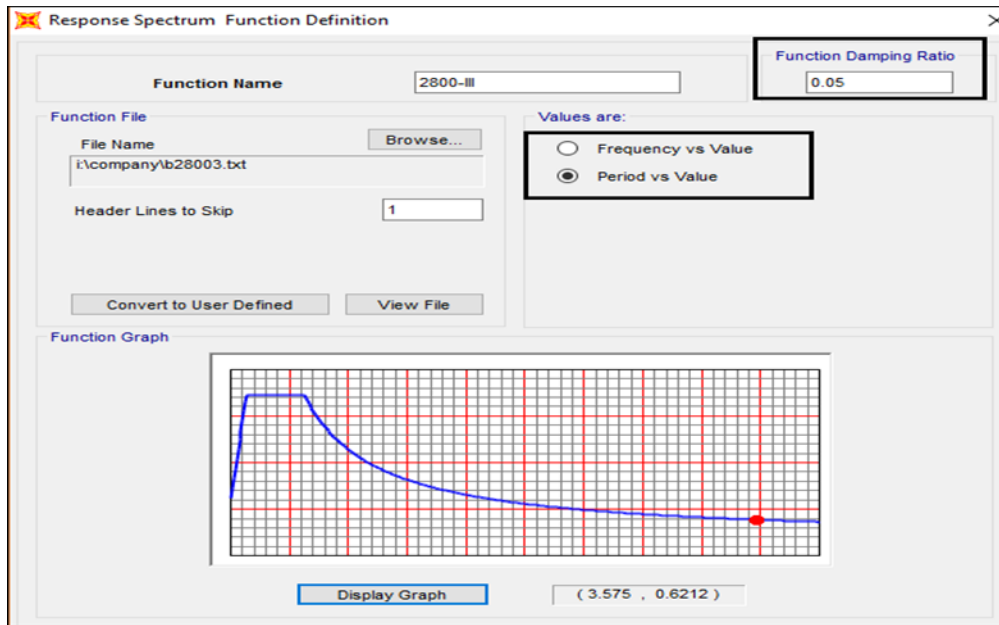 Response Spectrum Function Definition
Function Damping Ratio
Function Name
2800-III
0.05
Function File
Values are:
File Name
Browse...
Frequency vs Value
i:\company\b28003.txt
Period vs Value
Header Lines to Skip
1
Convert to User Defined
View File
Function Graph
Display Graph
( 3.575 , 0.6212 )